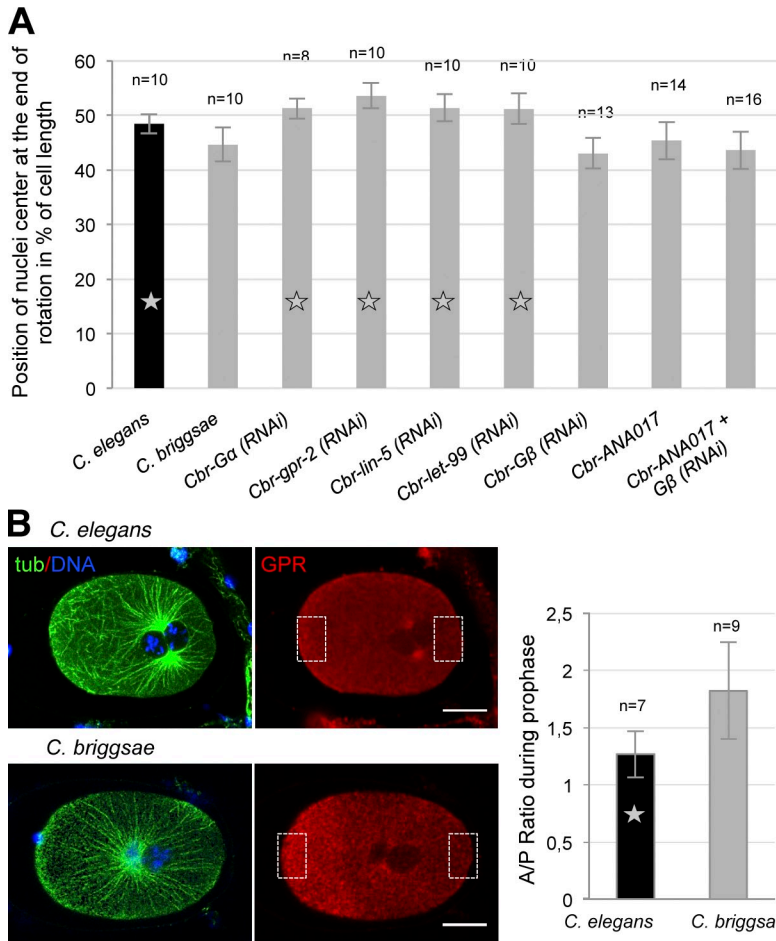 A
Position of nuclei center at the end of
rotation in % of cell length
60
50
40
30
20
10
0
n=10
n=10
n=8
n=10
n=10
n=10
n=13
n=14
n=16
C. elegans
C. briggsae
Cbr-Gα (RNAi)
Cbr-gpr-2 (RNAi)
Cbr-lin-5 (RNAi)
Cbr-let-99 (RNAi)
Cbr-Gβ (RNAi)
Cbr-ANA017
Cbr-ANA017 +
Gβ (RNAi)
B
C. elegans
tub/DNA
GPR
C. briggsae
A/P Ratio during prophase
2,5
2
1,5
1
0,5
0
n=7
n=9
C. elegans
C. briggsa